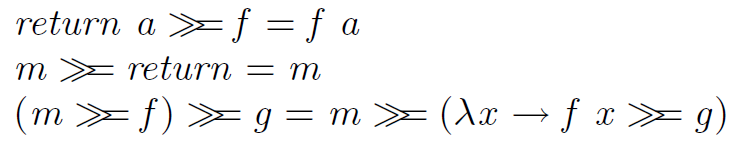 return a >>= f = f a
m >>= return = m
(m >>= f) >>= g = m >>= (λx → f x >>= g)